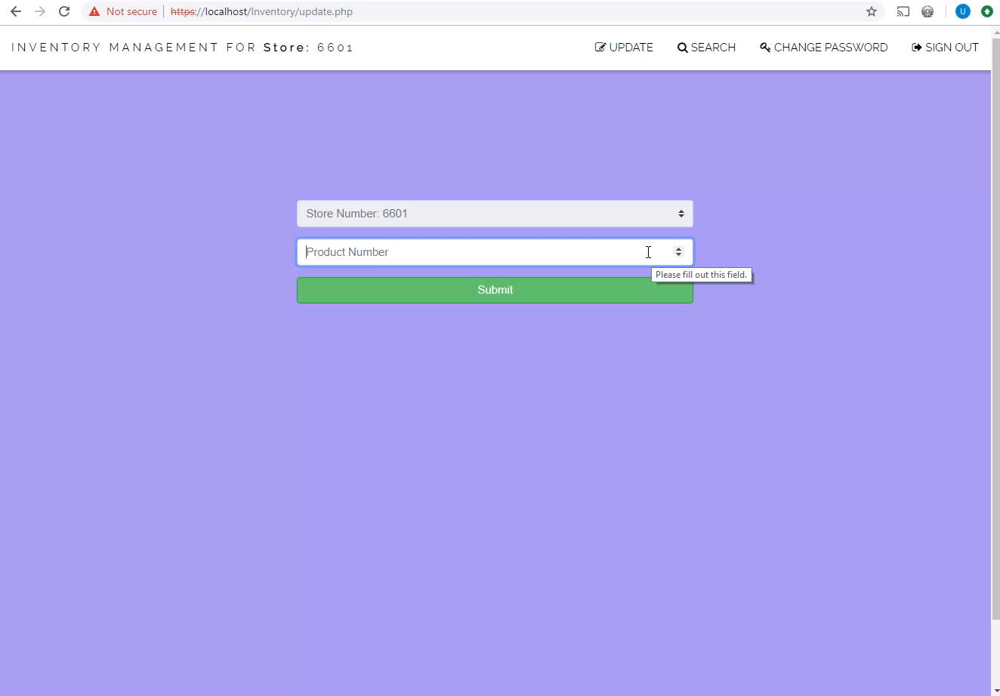 Not secure | https://localhost/Inventory/update.php
U
INVENTORY MANAGEMENT FOR Store: 6601
UPDATE
SEARCH
CHANGE PASSWORD
SIGN OUT
Store Number: 6601
Product Number
Please fill out this field.
Submit